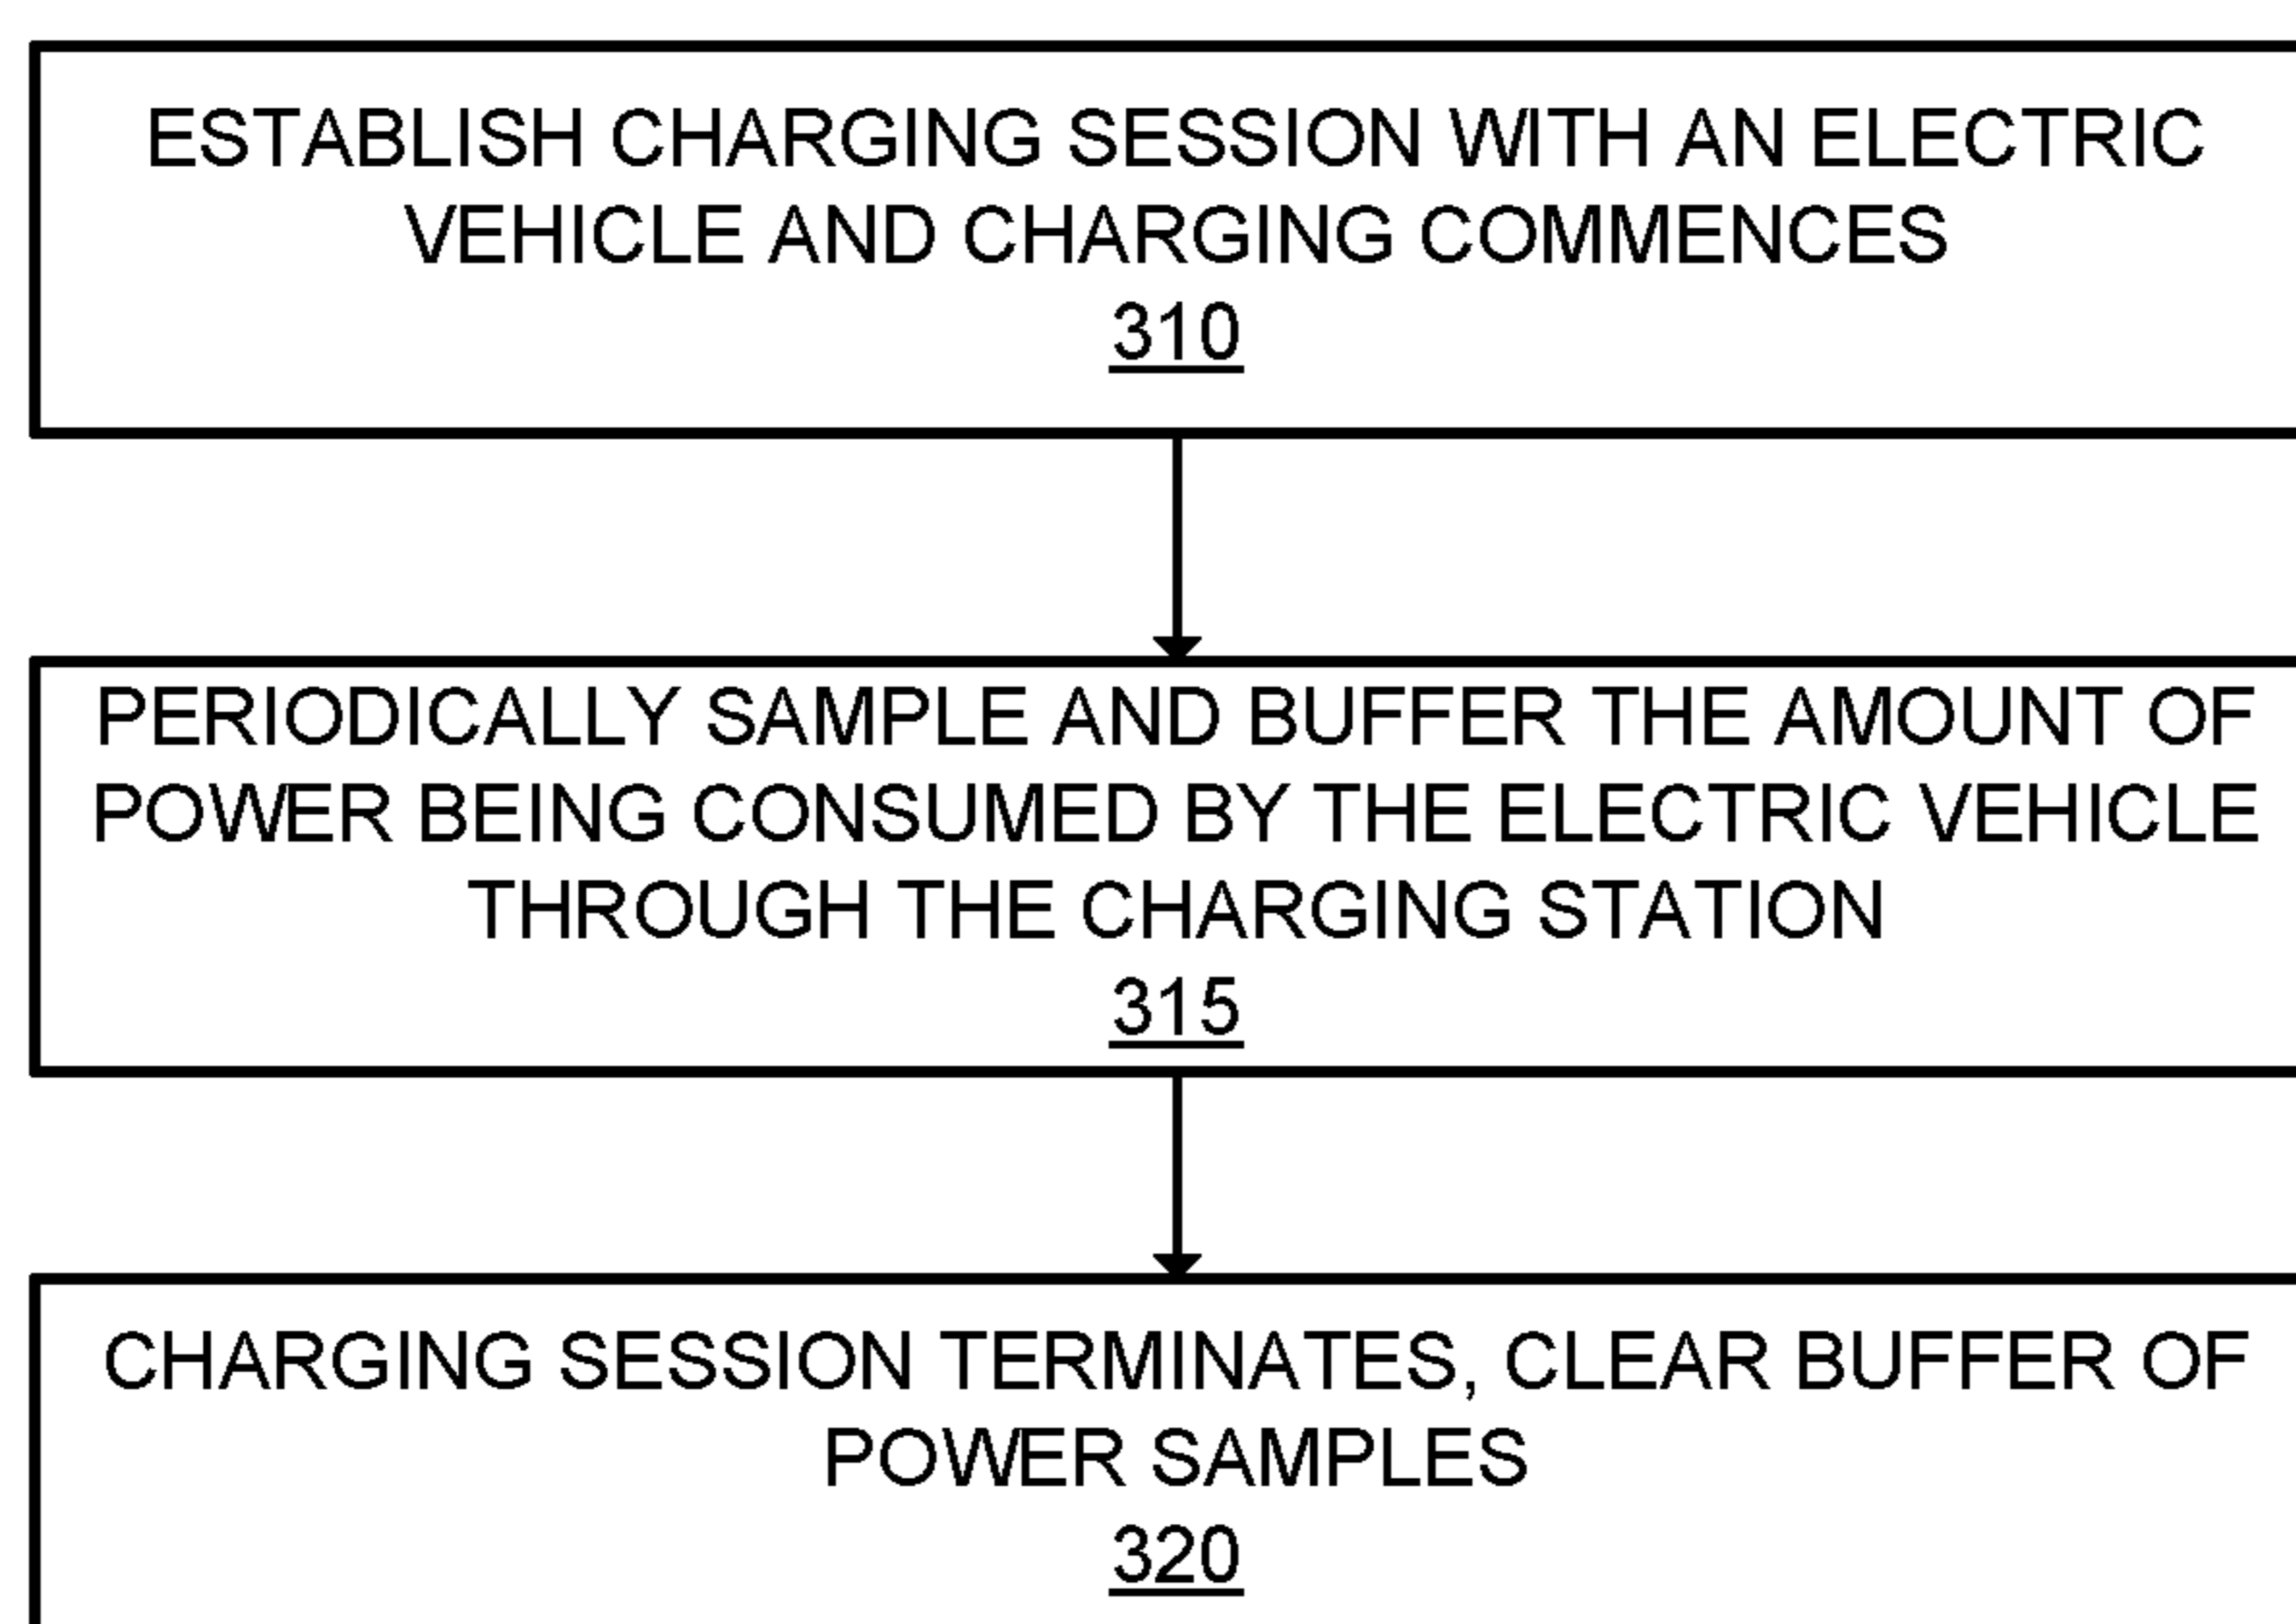 ESTABLISH CHARGING SESSION WITH AN ELECTRIC
VEHICLE AND CHARGING COMMENCES
310
PERIODICALLY SAMPLE AND BUFFER THE AMOUNT OF
POWER BEING CONSUMED BY THE ELECTRIC VEHICLE
THROUGH THE CHARGING STATION
315
CHARGING SESSION TERMINATES, CLEAR BUFFER OF
POWER SAMPLES
320